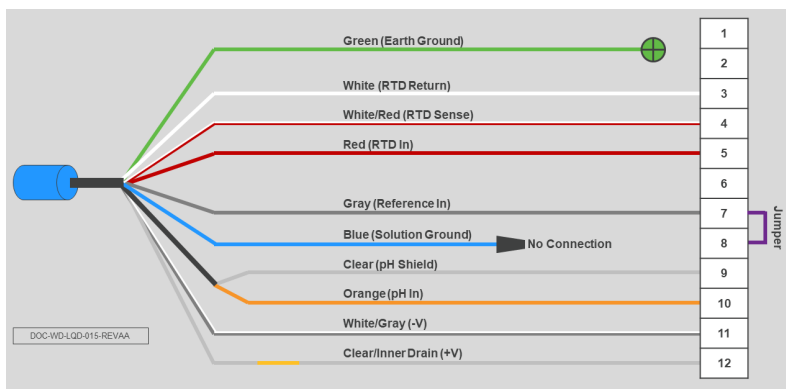 Green (Earth Ground)
1
2
White (RTD Return)
3
White/Red (RTD Sense)
4
Red (RTD In)
5
6
Gray (Reference In)
7
Blue (Solution Ground)
No Connection
8
Jumper
Clear (pH Shield)
9
Orange (pH In)
10
White/Gray (-V)
11
DOC-WD-LQD-015-REVAA
Clear/Inner Drain (+V)
12